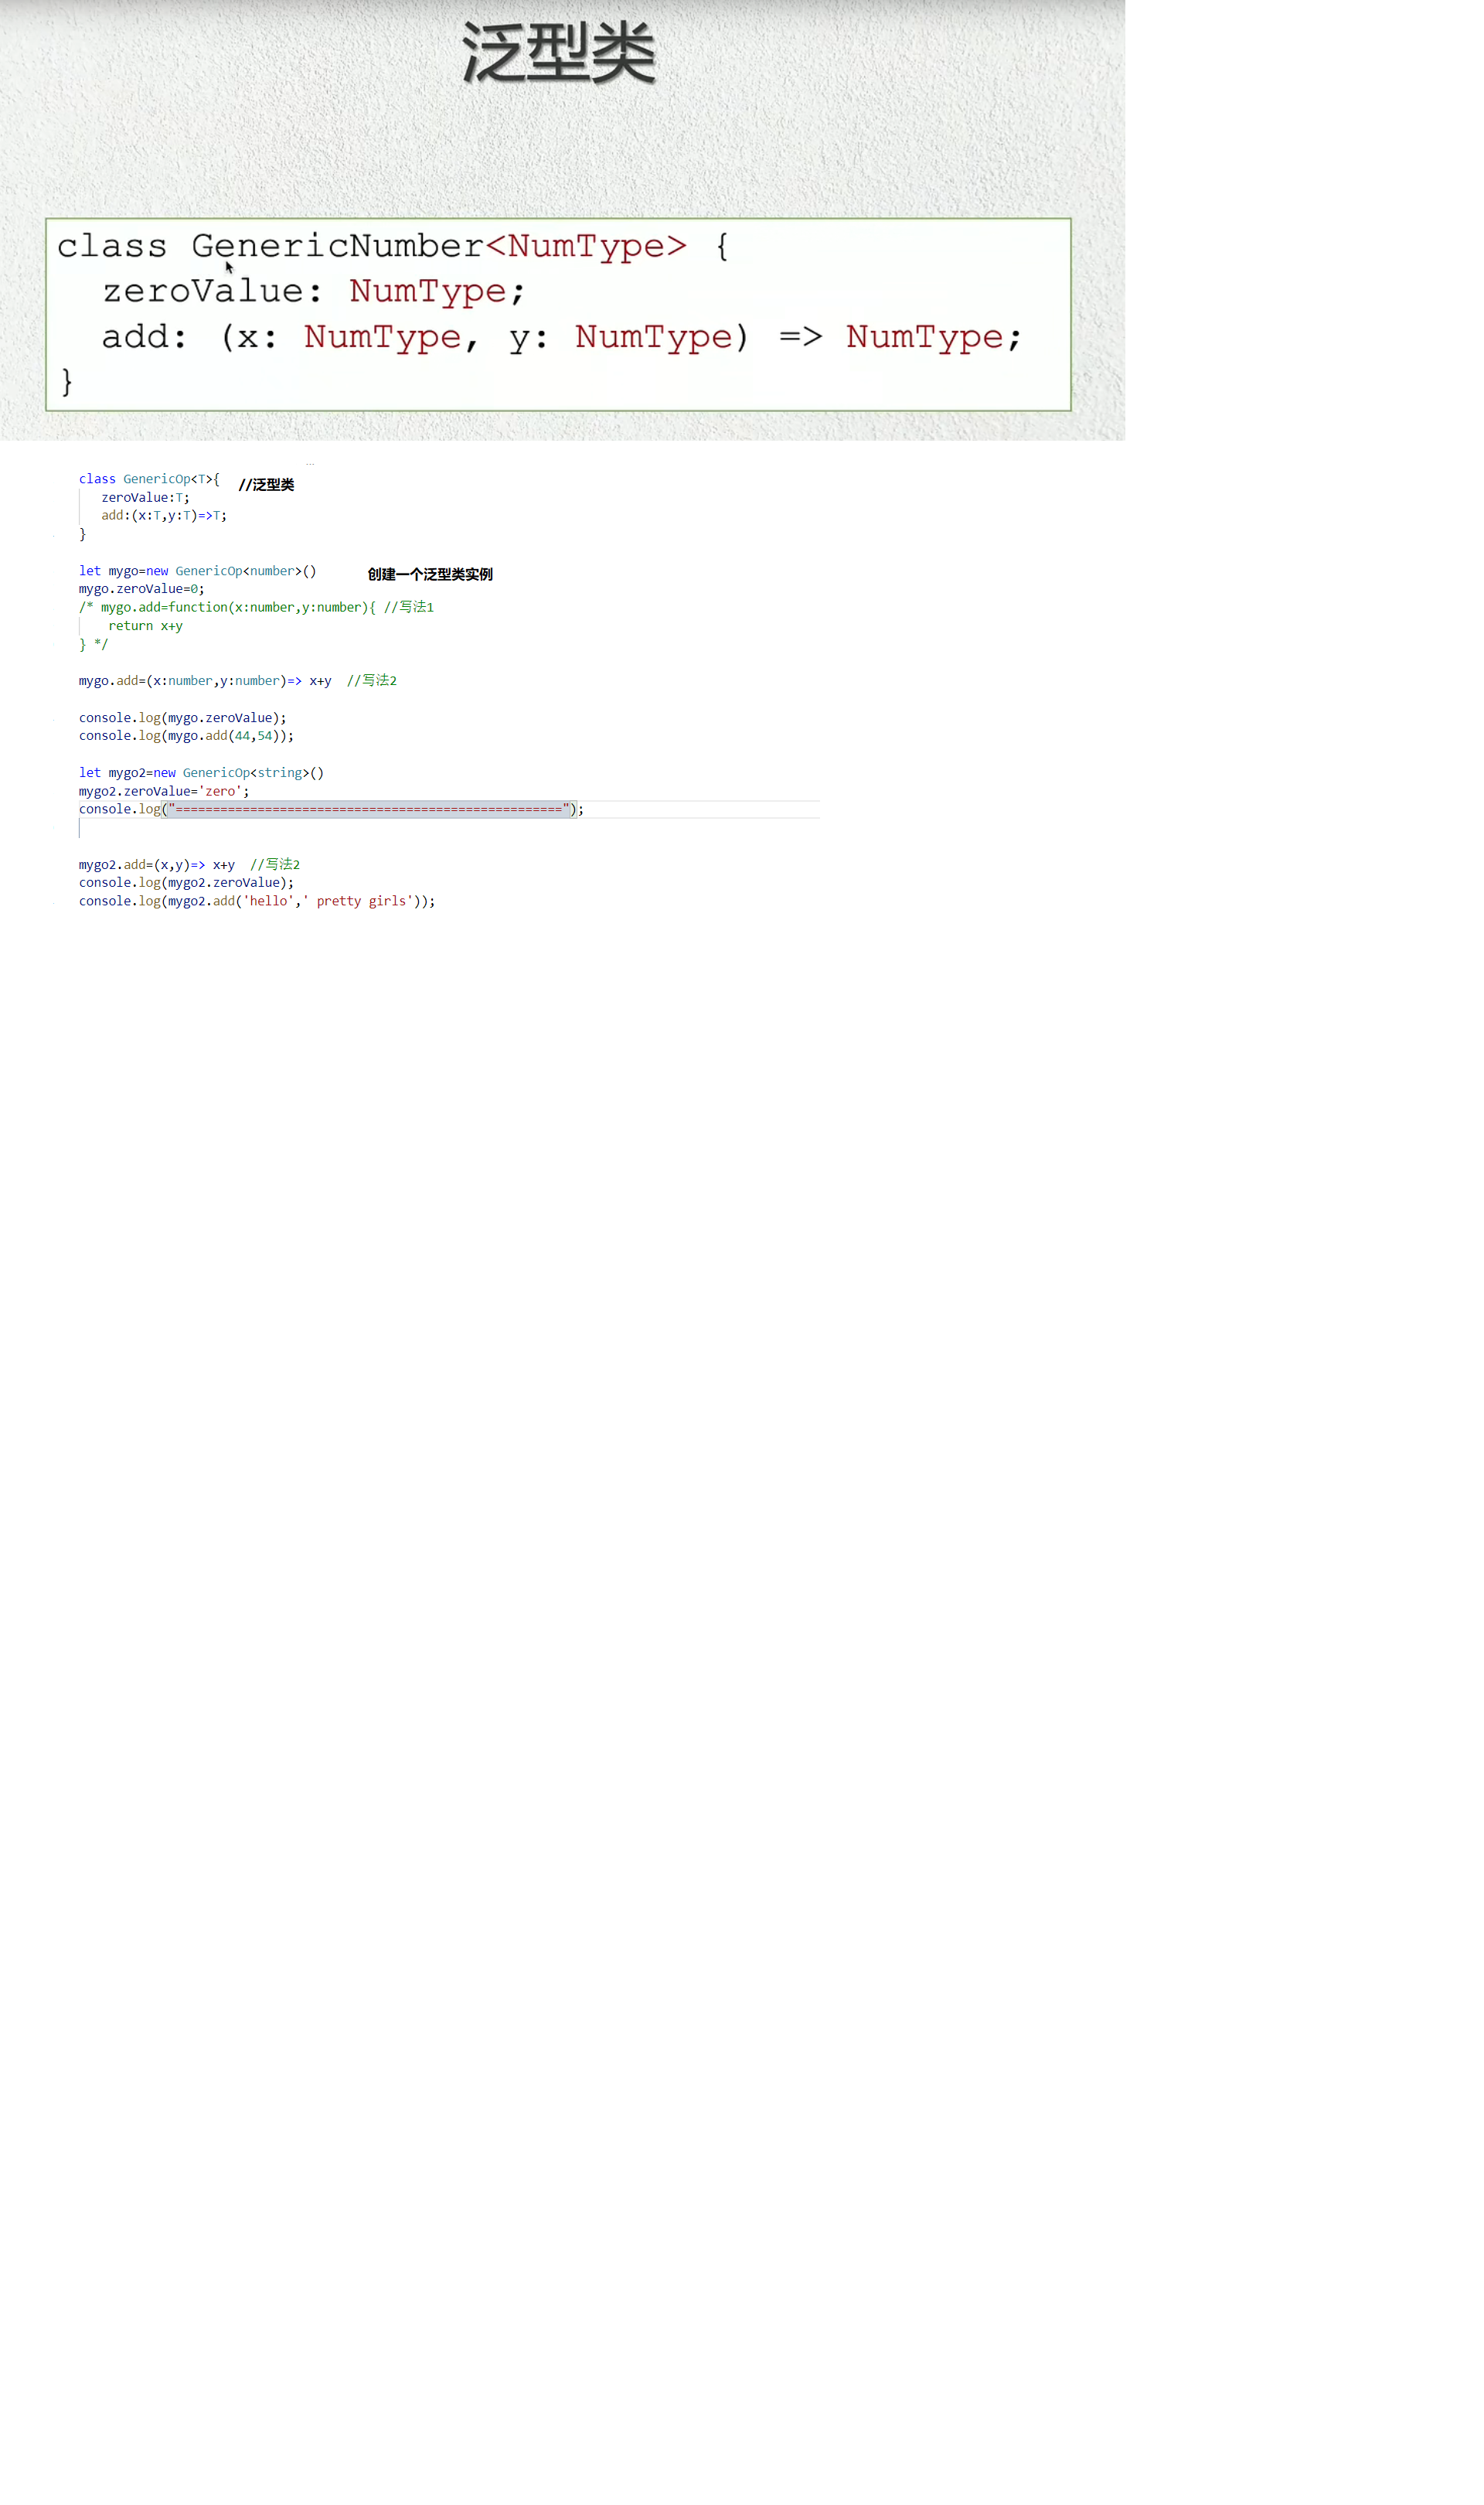 泛型类
class GenericNumber<NumType> {
  zeroValue: NumType;
  add: (x: NumType, y: NumType) => NumType;
}
...
class GenericOp<T>{ //泛型类
   zeroValue:T;
   add:(x:T,y:T)=>T;
}
let mygo=new GenericOp<number>() 创建一个泛型类实例
mygo.zeroValue=0;
/* mygo.add=function(x:number,y:number){ //写法1
    return x+y
} */
mygo.add=(x:number,y:number)=> x+y  //写法2
console.log(mygo.zeroValue);
console.log(mygo.add(44,54));
let mygo2=new GenericOp<string>()
mygo2.zeroValue='zero';
console.log("====================================================");
mygo2.add=(x,y)=> x+y  //写法2
console.log(mygo2.zeroValue);
console.log(mygo2.add('hello',' pretty girls'));